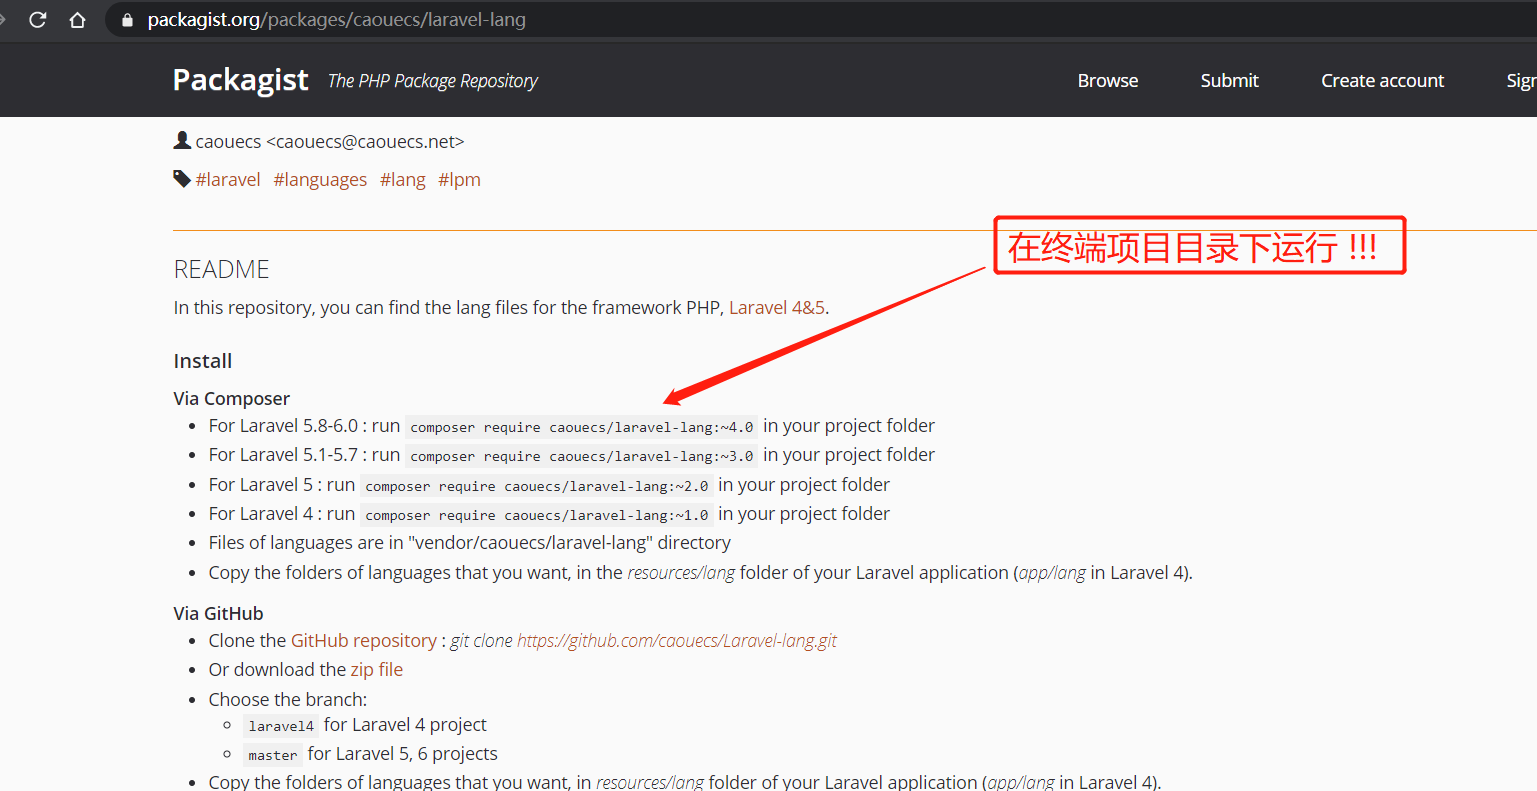 packagist.org/packages/caouecs/laravel-lang
Packagist The PHP Package Repository Browse Submit Create account Sign
caouecs <caouecs@caouecs.net>
#laravel #languages #lang #lpm
在终端项目目录下运行 !!!
README
In this repository, you can find the lang files for the framework PHP, Laravel 4&5.
Install
Via Composer
For Laravel 5.8-6.0 : run composer require caouecs/laravel-lang:~4.0 in your project folder
For Laravel 5.1-5.7 : run composer require caouecs/laravel-lang:~3.0 in your project folder
For Laravel 5 : run composer require caouecs/laravel-lang:~2.0 in your project folder
For Laravel 4 : run composer require caouecs/laravel-lang:~1.0 in your project folder
Files of languages are in "vendor/caouecs/laravel-lang" directory
Copy the folders of languages that you want, in the resources/lang folder of your Laravel application (app/lang in Laravel 4).
Via GitHub
Clone the GitHub repository : git clone https://github.com/caouecs/Laravel-lang.git
Or download the zip file
Choose the branch:
laravel4 for Laravel 4 project
master for Laravel 5, 6 projects
Copy the folders of languages that you want, in resources/lang folder of your Laravel application (app/lang in Laravel 4).